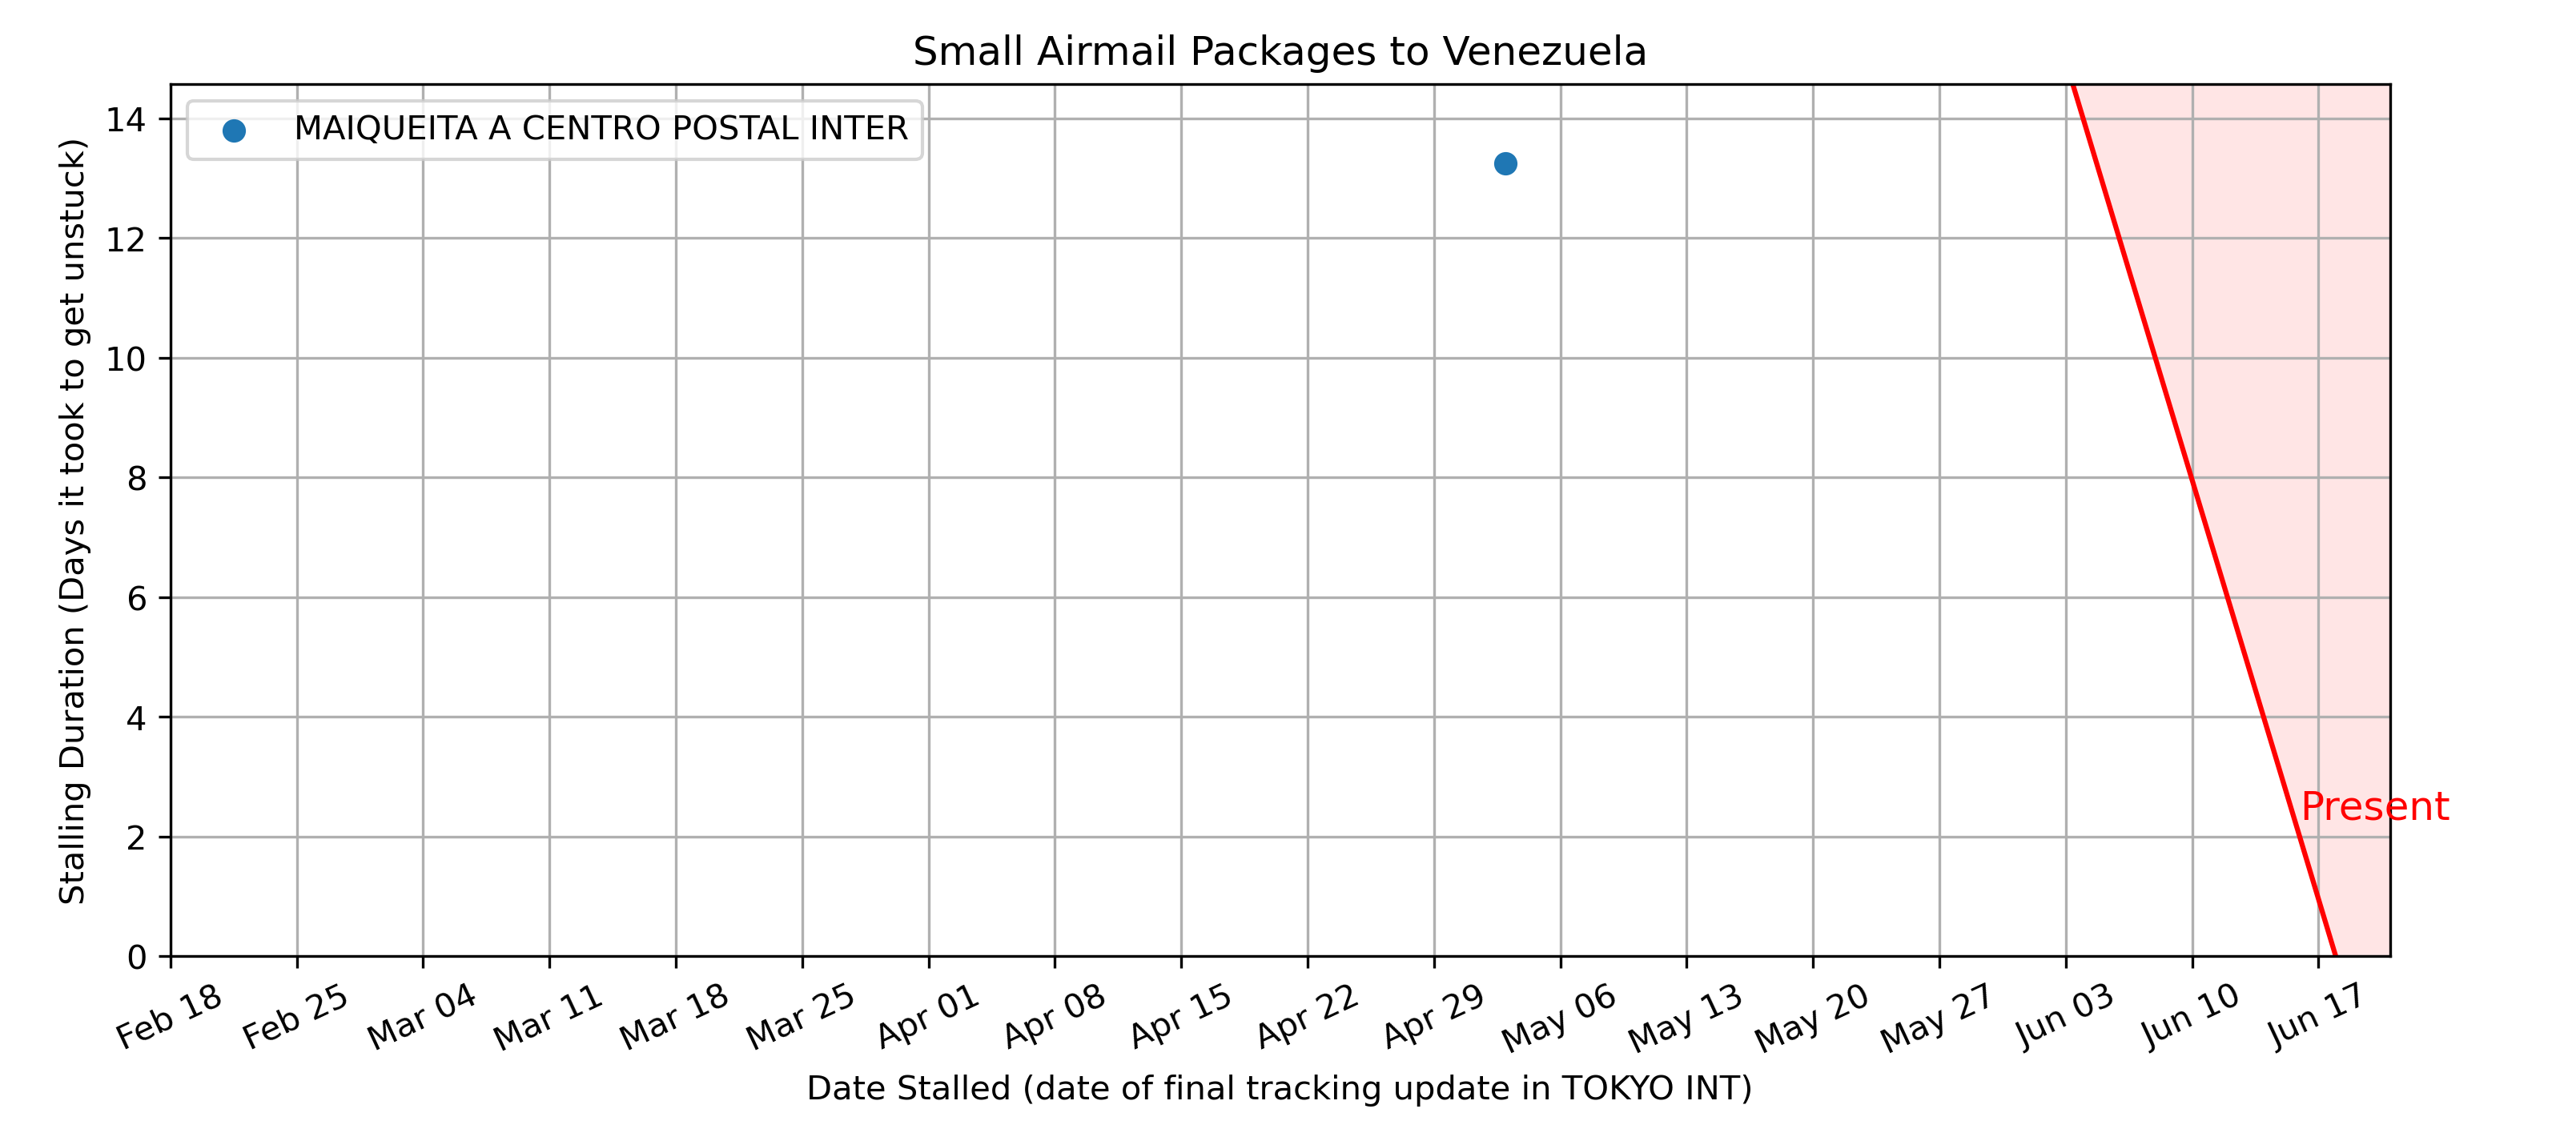 Small Airmail Packages to Venezuela
MAIQUEITA A CENTRO POSTAL INTER
Stalling Duration (Days it took to get unstuck)
14
12
10
8
6
4
2
0
Present
Feb 18
Feb 25
Mar 04
Mar 11
Mar 18
Mar 25
Apr 01
Apr 08
Apr 15
Apr 22
Apr 29
May 06
May 13
May 20
May 27
Jun 03
Jun 10
Jun 17
Date Stalled (date of final tracking update in TOKYO INT)